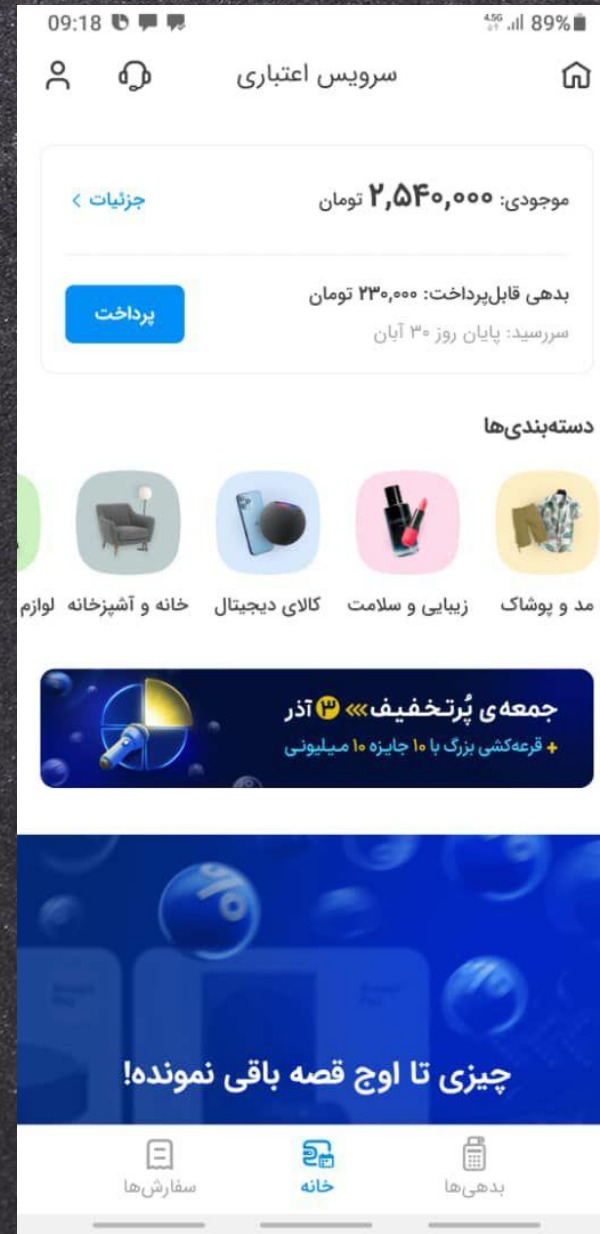 09:18
4.5G 89%
سرویس اعتباری
موجودی: ۲,۵۴۰,۰۰۰ تومان
جزئیات
بدهی قابل‌پرداخت: ۲۳۰,۰۰۰ تومان
سررسید: پایان روز ۳۰ آبان
پرداخت
دسته‌بندی‌ها
مد و پوشاک
زیبایی و سلامت
کالای دیجیتال
خانه و آشپزخانه
لوازم
جمعه‌ی پُرتخفیف ⟪⟪ ۳ آذر
+ قرعه‌کشی بزرگ با ۱۰ جایزه ۱۰ میلیونی
%
چیزی تا اوج قصه باقی نمونده!
بدهی‌ها
خانه
سفارش‌ها